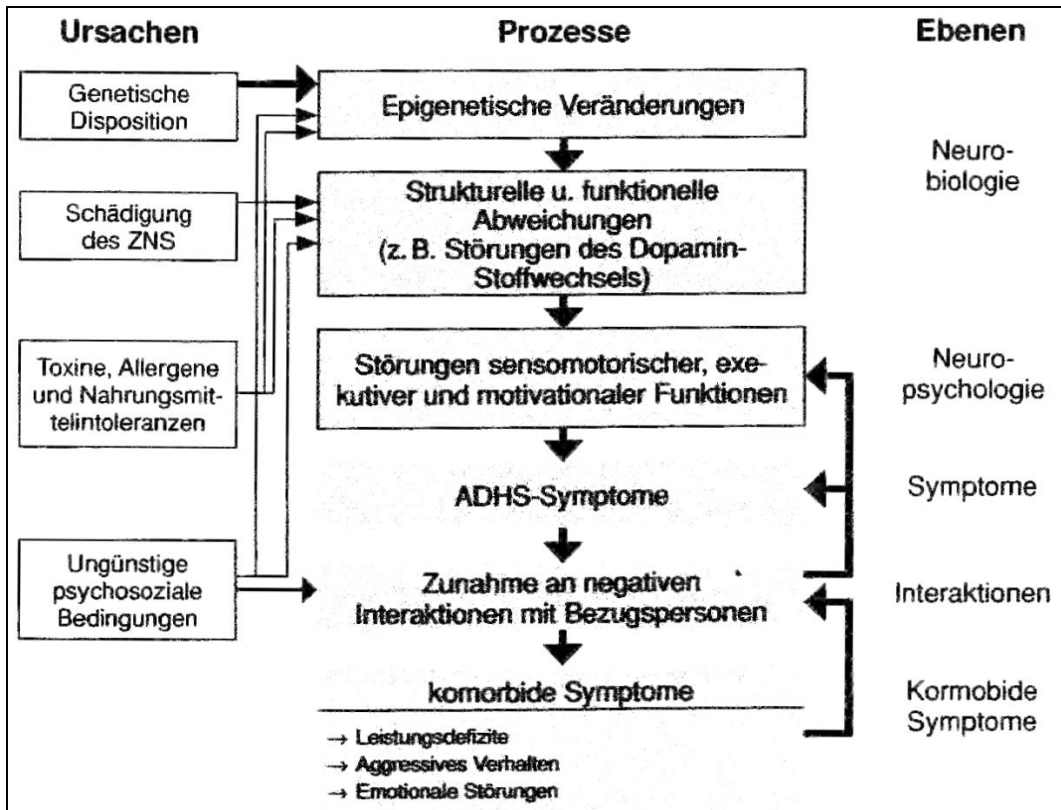 Ursachen
Prozesse
Ebenen
Genetische
Disposition
Epigenetische Veränderungen
Neuro-
biologie
Schädigung
des ZNS
Strukturelle u. funktionelle
Abweichungen
(z. B. Störungen des Dopamin-
Stoffwechsels)
Toxine, Allergene
und Nahrungsmit-
telintoleranzen
Störungen sensomotorischer, exe-
kutiver und motivationaler Funktionen
Neuro-
psychologie
ADHS-Symptome
Symptome
Ungünstige
psychosoziale
Bedingungen
Zunahme an negativen
Interaktionen mit Bezugspersonen
Interaktionen
komorbide Symptome
Kormobide
Symptome
→ Leistungsdefizite
→ Aggressives Verhalten
→ Emotionale Störungen